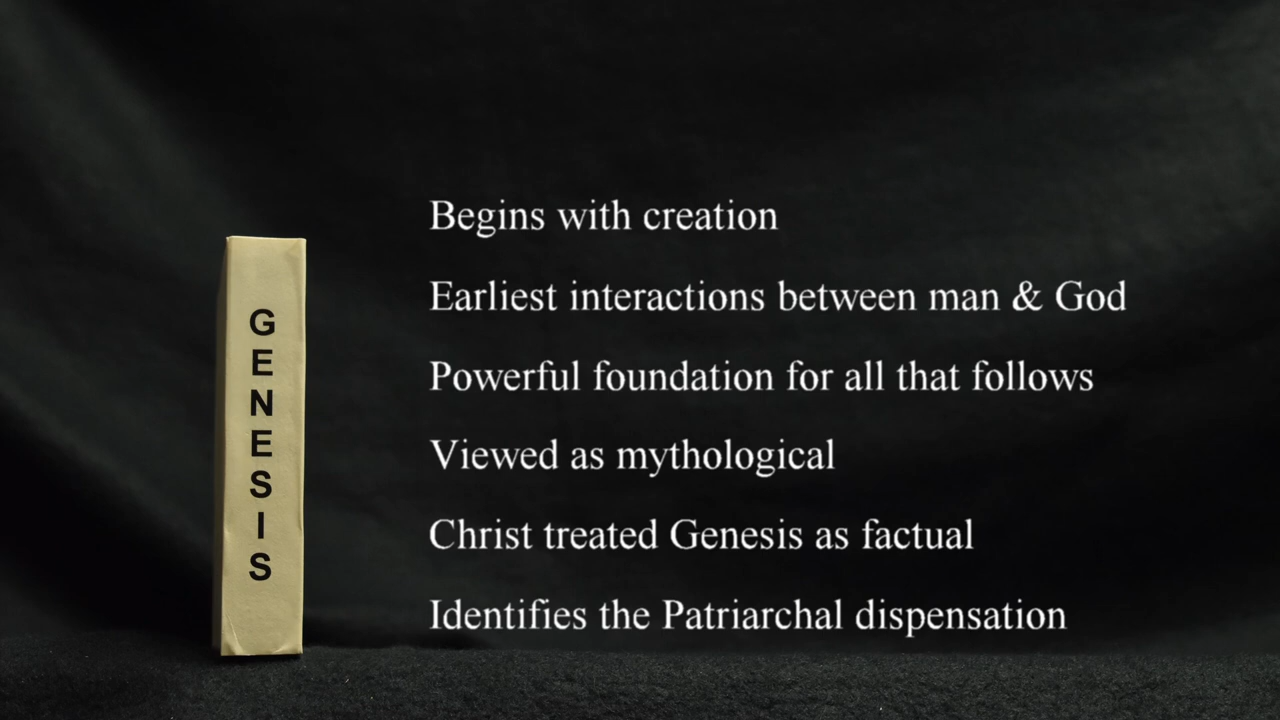 GENESIS
Begins with creation
Earliest interactions between man & God
Powerful foundation for all that follows
Viewed as mythological
Christ treated Genesis as factual
Identifies the Patriarchal dispensation